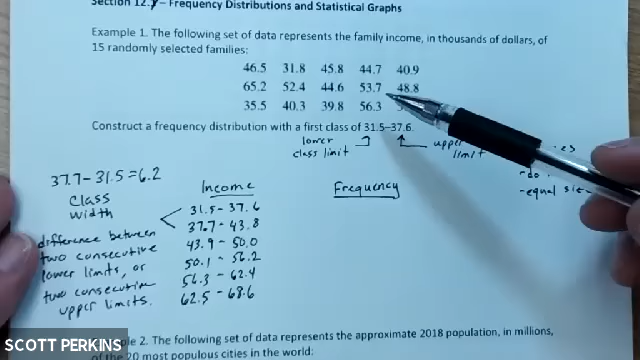 Section 12.7 – Frequency Distributions and Statistical Graphs
Example 1. The following set of data represents the family income, in thousands of dollars, of
15 randomly selected families:
46.5 31.8 45.8 44.7 40.9
65.2 52.4 44.6 53.7 48.8
35.5 40.3 39.8 56.3
Construct a frequency distribution with a first class of 31.5–37.6.
lower
class limit
upper
limit
-do
-equal
37.7 – 31.5 = 6.2
class
width
difference between
two consecutive
lower limits, or
two consecutive
upper limits.
Income
Frequency
31.5 – 37.6
37.7 – 43.8
43.9 – 50.0
50.1 – 56.2
56.3 – 62.4
62.5 – 68.6
2. The following set of data represents the approximate 2018 population, in millions,
of the 20 most populous cities in the world:
SCOTT PERKINS